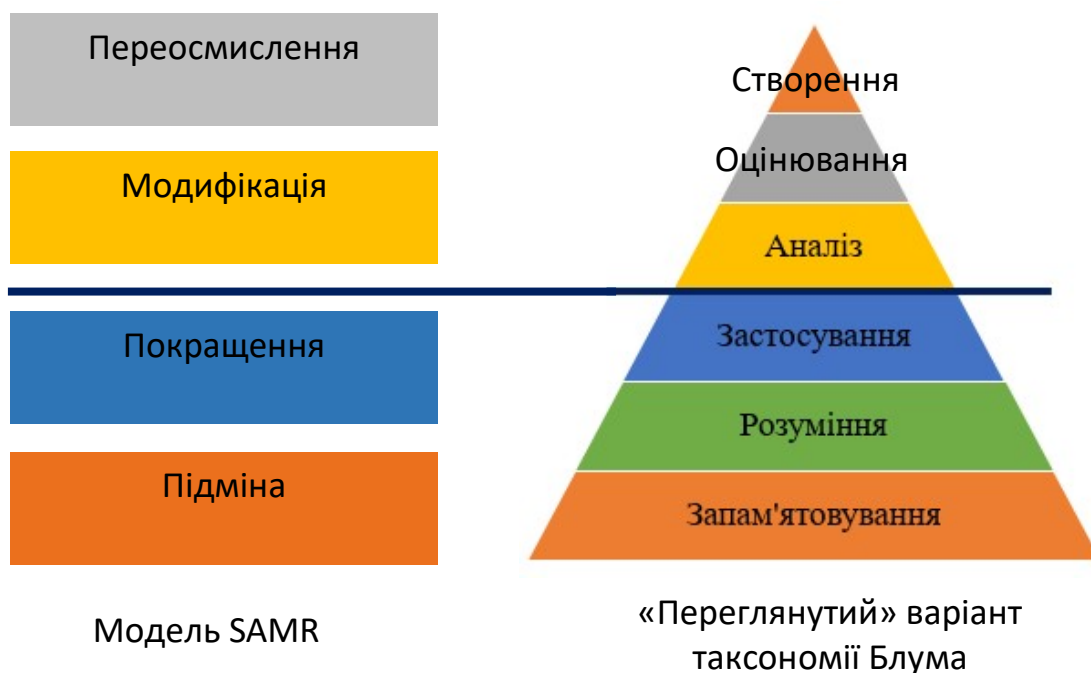 Переосмислення
Модифікація
Покращення
Підміна
Модель SAMR
Створення
Оцінювання
Аналіз
Застосування
Розуміння
Запам'ятовування
«Переглянутий» варіант
таксономії Блума